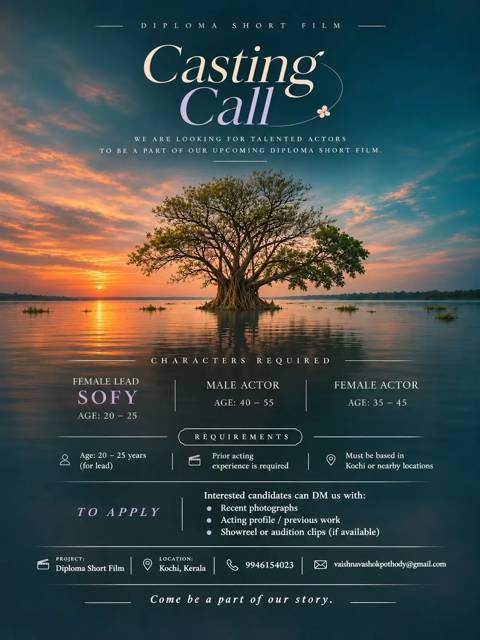 DIPLOMA SHORT FILM
Casting
Call
WE ARE LOOKING FOR TALENTED ACTORS
TO BE A PART OF OUR UPCOMING DIPLOMA SHORT FILM.
CHARACTERS REQUIRED
FEMALE LEAD
SOFY
AGE: 20 – 25
MALE ACTOR
AGE: 40 – 55
FEMALE ACTOR
AGE: 35 – 45
REQUIREMENTS
Age: 20 – 25 years
(for lead)
Prior acting
experience is required
Must be based in
Kochi or nearby locations
TO APPLY
Interested candidates can DM us with:
• Recent photographs
• Acting profile / previous work
• Showreel or audition clips (if available)
PROJECT:
Diploma Short Film
LOCATION:
Kochi, Kerala
9946154023
vaishnavashokpothody@gmail.com
Come be a part of our story.